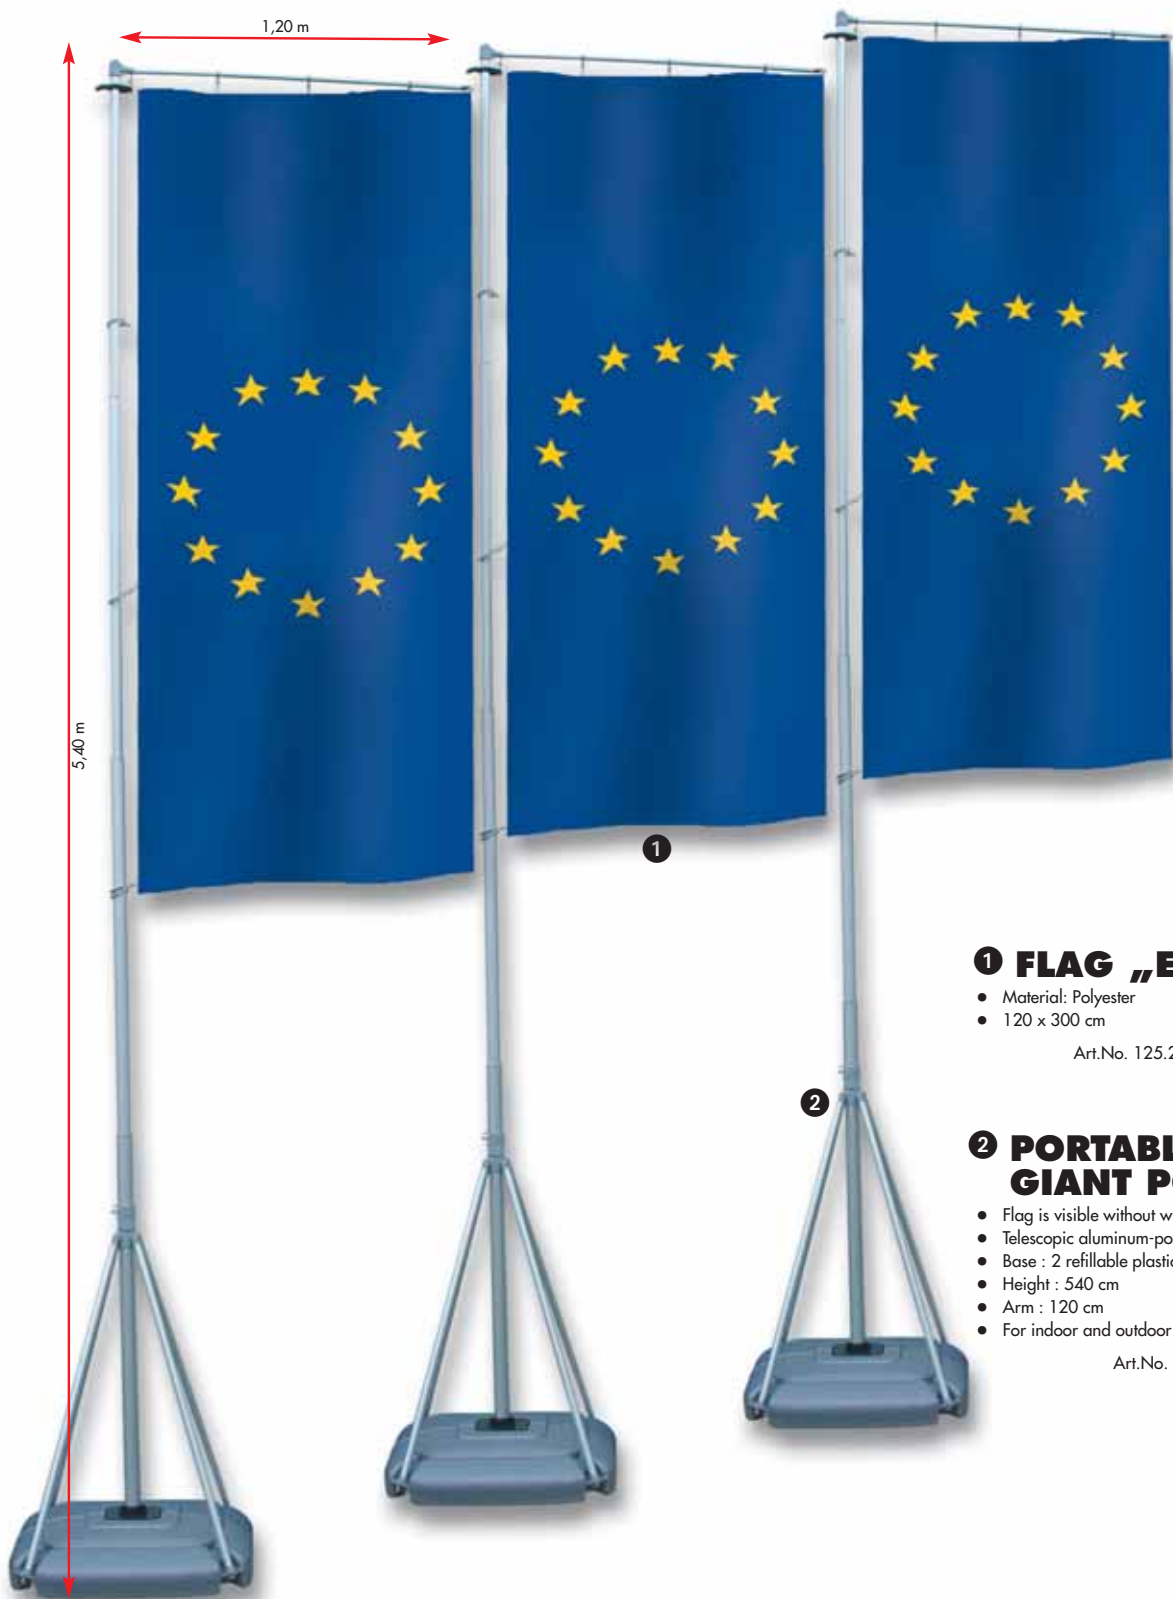 1,20 m
5,40 m
1
1 FLAG „E
• Material: Polyester
• 120 x 300 cm
Art.No. 125.2
2
2 PORTABL
GIANT P
• Flag is visible without w
• Telescopic aluminum-po
• Base : 2 refillable plastic
• Height : 540 cm
• Arm : 120 cm
• For indoor and outdoor
Art.No.